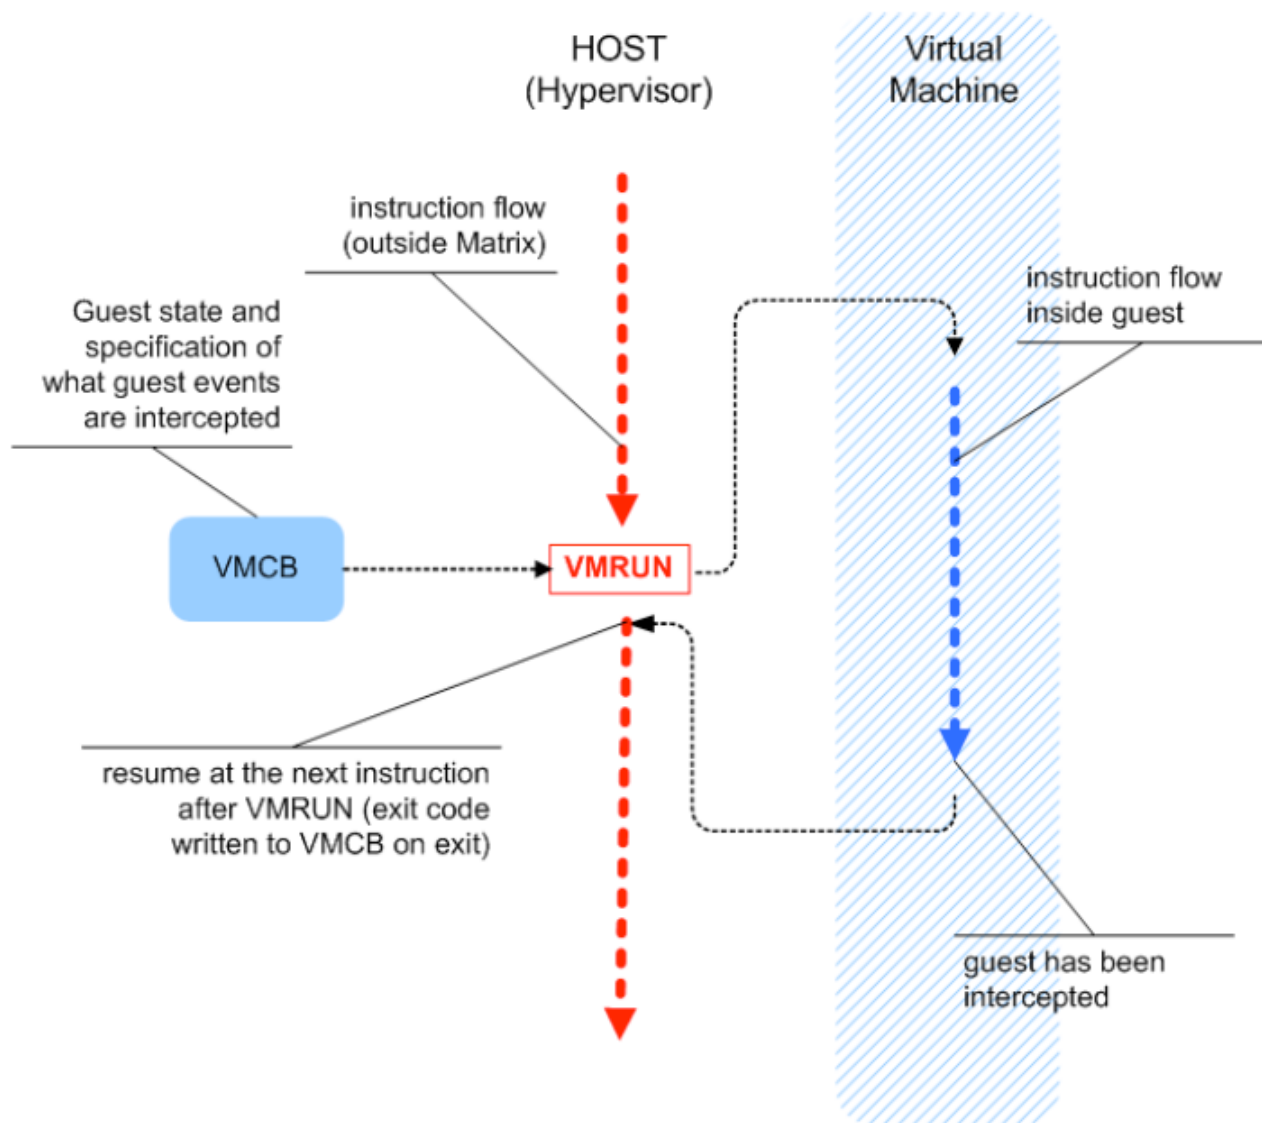 HOST
(Hypervisor)
Virtual
Machine
instruction flow
(outside Matrix)
instruction flow
inside guest
Guest state and
specification of
what guest events
are intercepted
VMCB
VMRUN
resume at the next instruction
after VMRUN (exit code
written to VMCB on exit)
guest has been
intercepted